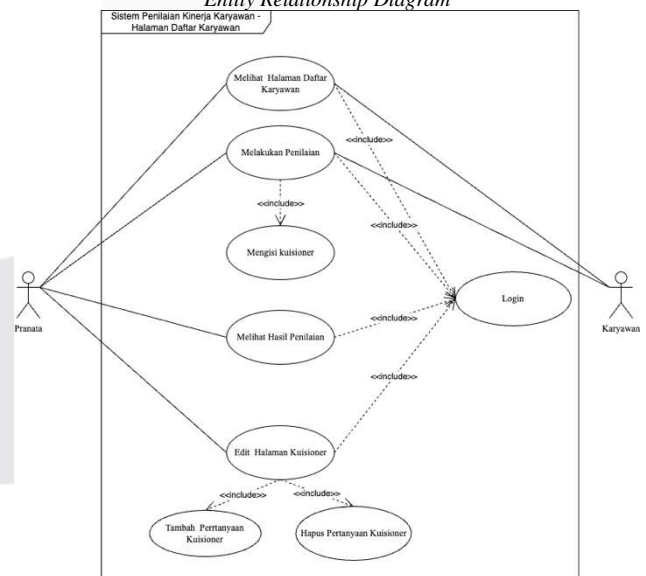 Entity Relationship Diagram
Sistem Penilaian Kinerja Karyawan -
Halaman Daftar Karyawan
Melihat Halaman Daftar
Karyawan
<<include>>
Melakukan Penilaian
<<include>>
<<include>>
Mengisi kuisioner
Login
Pranata
Karyawan
<<include>>
Melihat Hasil Penilaian
<<include>>
Edit Halaman Kuisioner
<<include>>
<<include>>
Tambah Perrtanyaan
Kuisioner
Hapus Pertanyaan Kuisioner